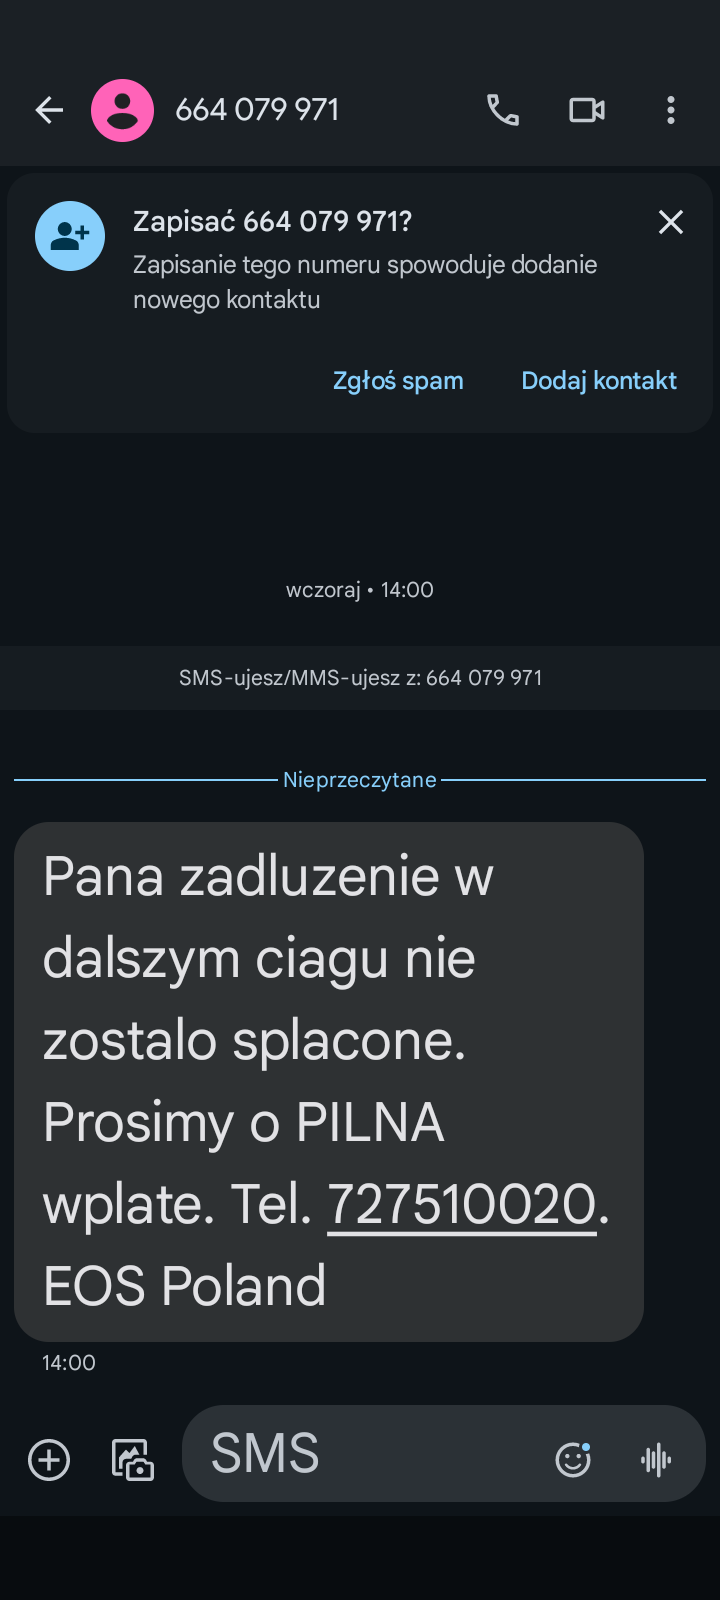 664 079 971
Zapisać 664 079 971?
Zapisanie tego numeru spowoduje dodanie
nowego kontaktu
Zgłoś spam Dodaj kontakt
wczoraj • 14:00
SMS-ujesz/MMS-ujesz z: 664 079 971
Nieprzeczytane
Pana zadluzenie w
dalszym ciagu nie
zostalo splacone.
Prosimy o PILNA
wplate. Tel. 727510020.
EOS Poland
14:00
SMS